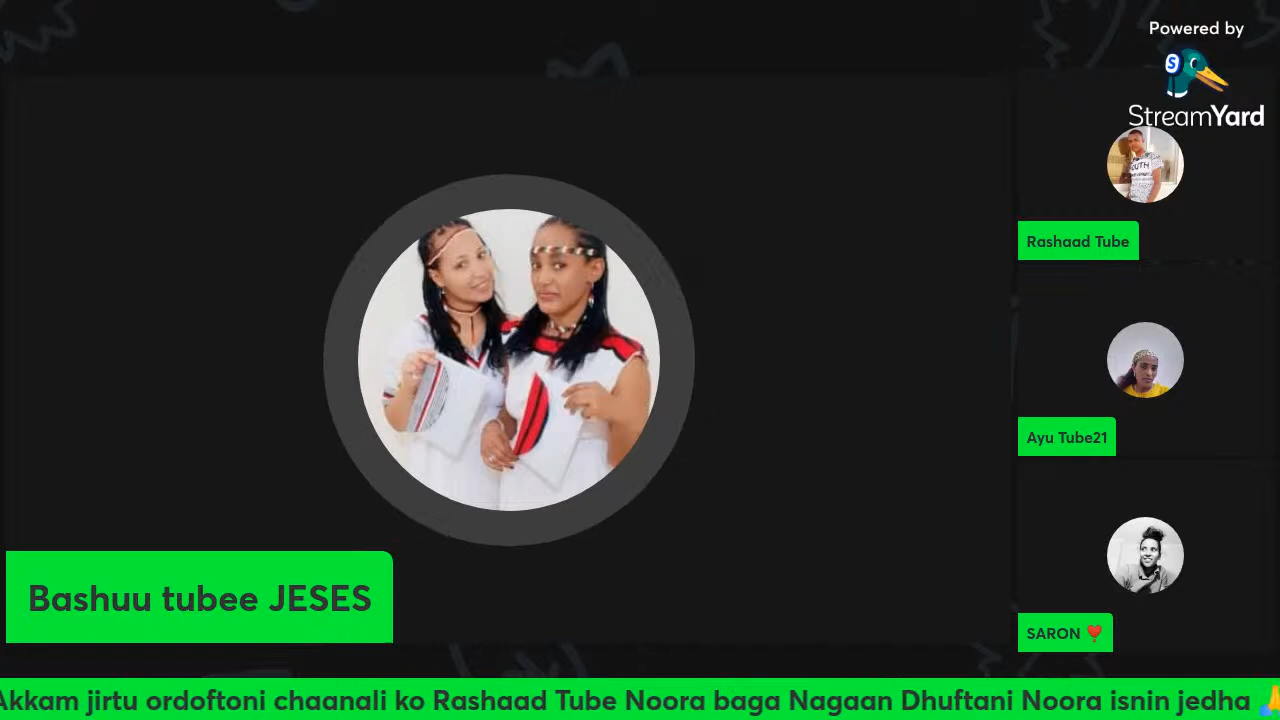 Powered by
StreamYard
Rashaad Tube
Ayu Tube21
SARON ❣️
Bashuu tubee JESES
Akkam jirtu ordoftoni chaanali ko Rashaad Tube Noora baga Nagaan Dhuftani Noora isnin jedha 🙏